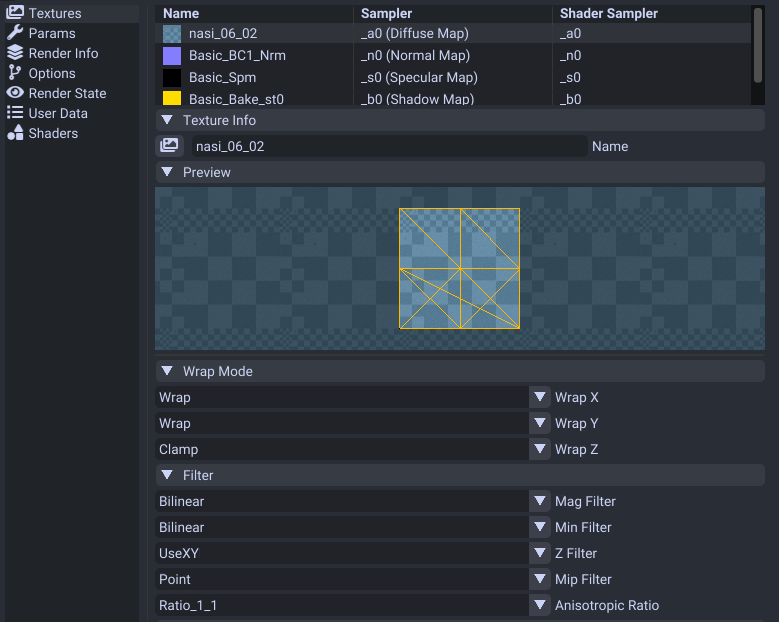 Textures
Params
Render Info
Options
Render State
User Data
Shaders
Name Sampler Shader Sampler
nasi_06_02 _a0 (Diffuse Map) _a0
Basic_BC1_Nrm _n0 (Normal Map) _n0
Basic_Spm _s0 (Specular Map) _s0
Basic_Bake_st0 _b0 (Shadow Map) _b0
Texture Info
nasi_06_02 Name
Preview
Wrap Mode
Wrap Wrap X
Wrap Wrap Y
Clamp Wrap Z
Filter
Bilinear Mag Filter
Bilinear Min Filter
UseXY Z Filter
Point Mip Filter
Ratio_1_1 Anisotropic Ratio